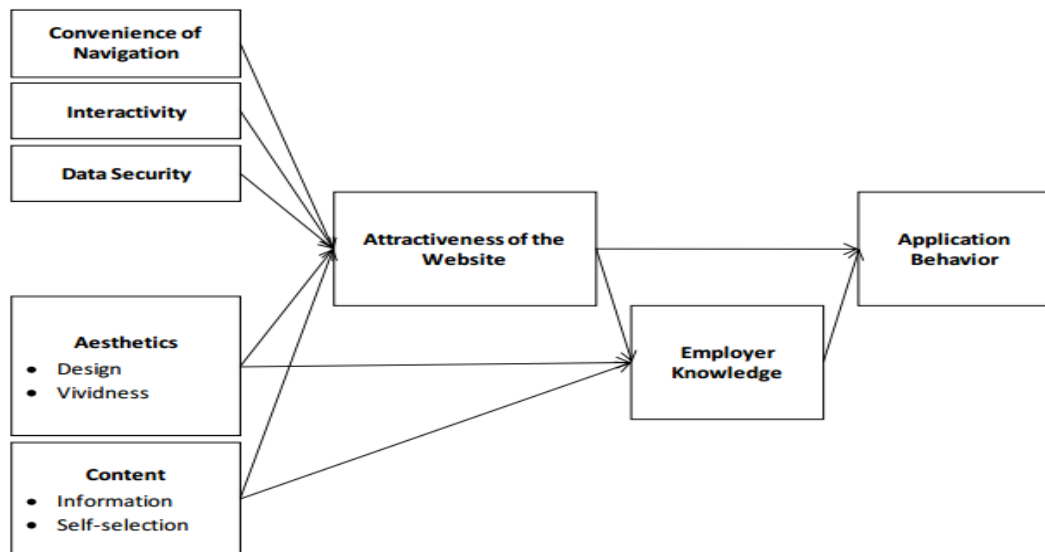 Convenience of
Navigation
Interactivity
Data Security
Attractiveness of the
Website
Application
Behavior
Aesthetics
• Design
• Vividness
Employer
Knowledge
Content
• Information
• Self-selection